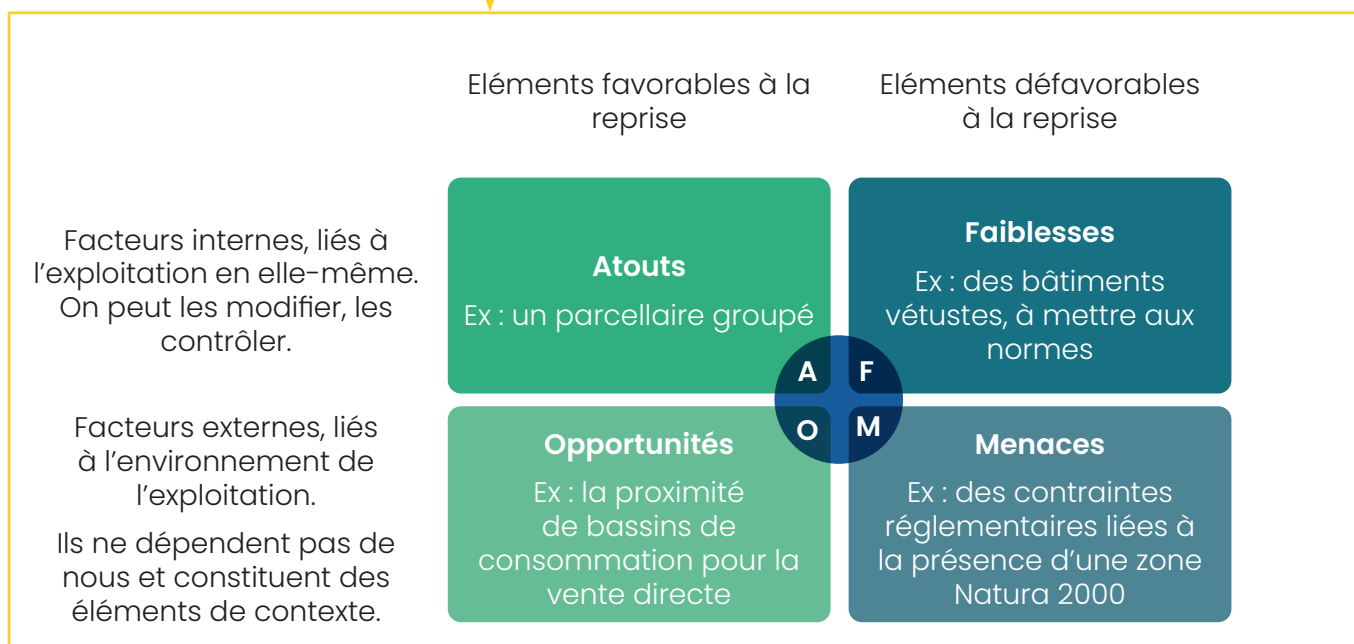 Eléments favorables à la
reprise
Eléments défavorables
à la reprise
Facteurs internes, liés à
l'exploitation en elle-même.
On peut les modifier, les
contrôler.
Atouts
Ex : un parcellaire groupé
Faiblesses
Ex : des bâtiments
vétustes, à mettre aux
normes
A
F
O
M
Facteurs externes, liés
à l'environnement de
l'exploitation.
Ils ne dépendent pas de
nous et constituent des
éléments de contexte.
Opportunités
Ex : la proximité
de bassins de
consommation pour la
vente directe
Menaces
Ex : des contraintes
réglementaires liées à
la présence d'une zone
Natura 2000